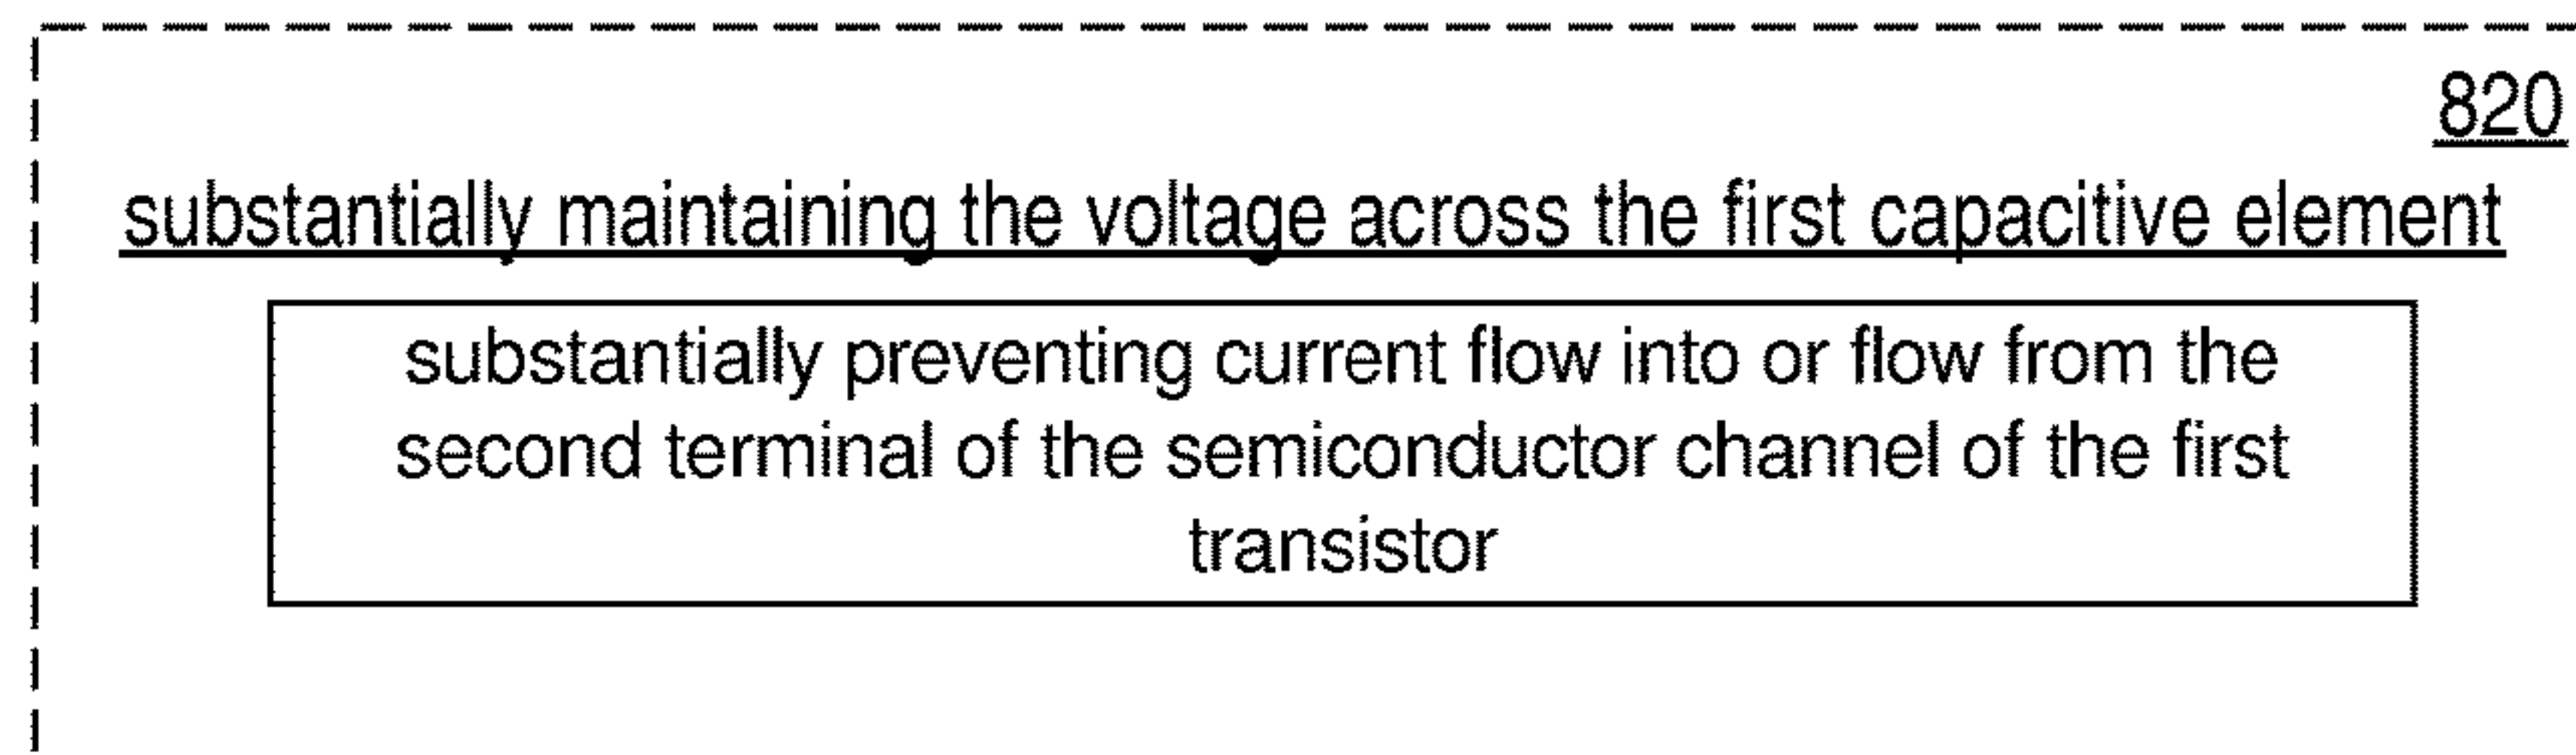 820
substantially maintaining the voltage across the first capacitive element
substantially preventing current flow into or flow from the
second terminal of the semiconductor channel of the first
transistor